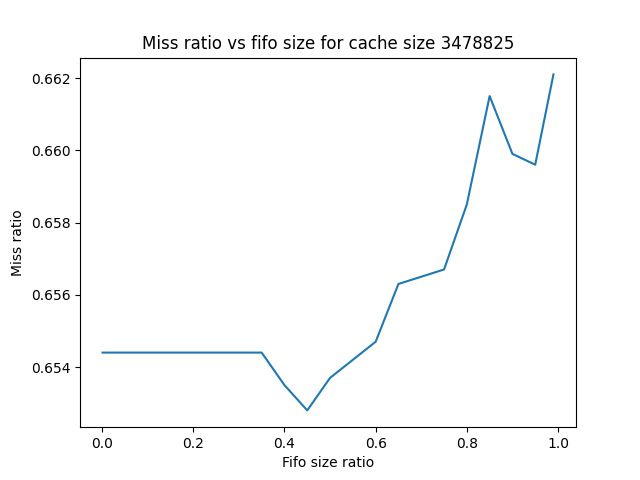 Miss ratio vs fifo size for cache size 3478825
0.662
0.660
0.658
0.656
0.654
Miss ratio
0.0 0.2 0.4 0.6 0.8 1.0
Fifo size ratio